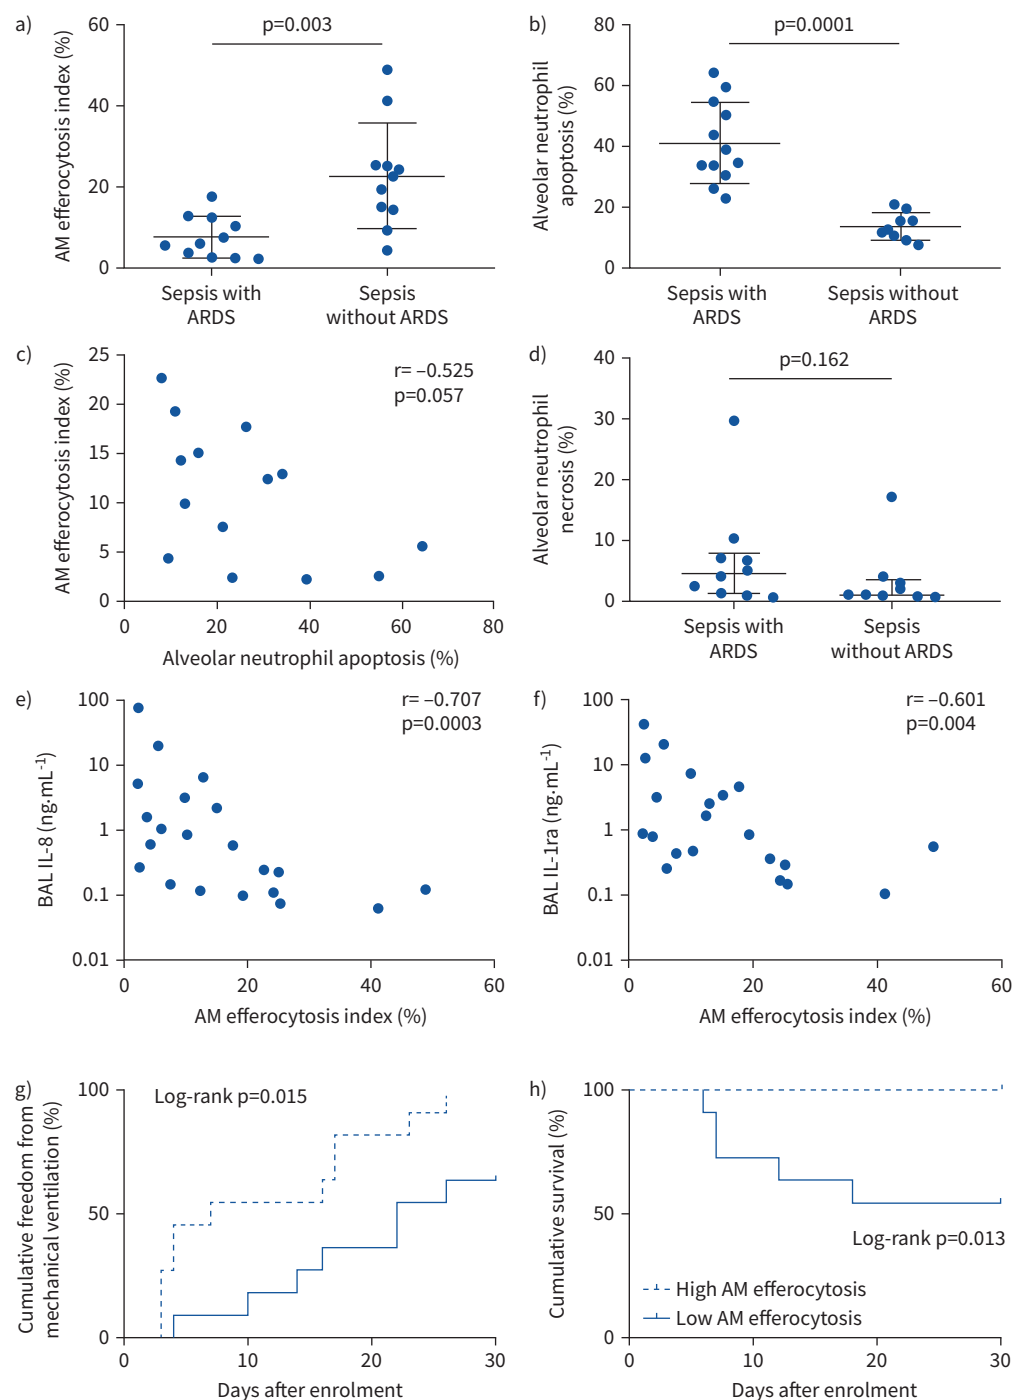 a)
AM efferocytosis index (%)
60
40
20
0
p=0.003
Sepsis with
ARDS
Sepsis
without ARDS
b)
Alveolar neutrophil
apoptosis (%)
80
60
40
20
0
p=0.0001
Sepsis with
ARDS
Sepsis without
ARDS
c)
AM efferocytosis index (%)
25
20
15
10
5
0
r= –0.525
p=0.057
0 20 40 60 80
Alveolar neutrophil apoptosis (%)
d)
Alveolar neutrophil
necrosis (%)
40
30
20
10
0
p=0.162
Sepsis with
ARDS
Sepsis
without ARDS
e)
BAL IL-8 (ng·mL⁻¹)
100
10
1
0.1
0.01
r= –0.707
p=0.0003
0 20 40 60
AM efferocytosis index (%)
f)
BAL IL-1ra (ng·mL⁻¹)
100
10
1
0.1
0.01
r= –0.601
p=0.004
0 20 40 60
AM efferocytosis index (%)
g)
Cumulative freedom from
mechanical ventilation (%)
100
50
0
Log-rank p=0.015
0 10 20 30
Days after enrolment
h)
Cumulative survival (%)
100
50
0
Log-rank p=0.013
High AM efferocytosis
Low AM efferocytosis
0 10 20 30
Days after enrolment